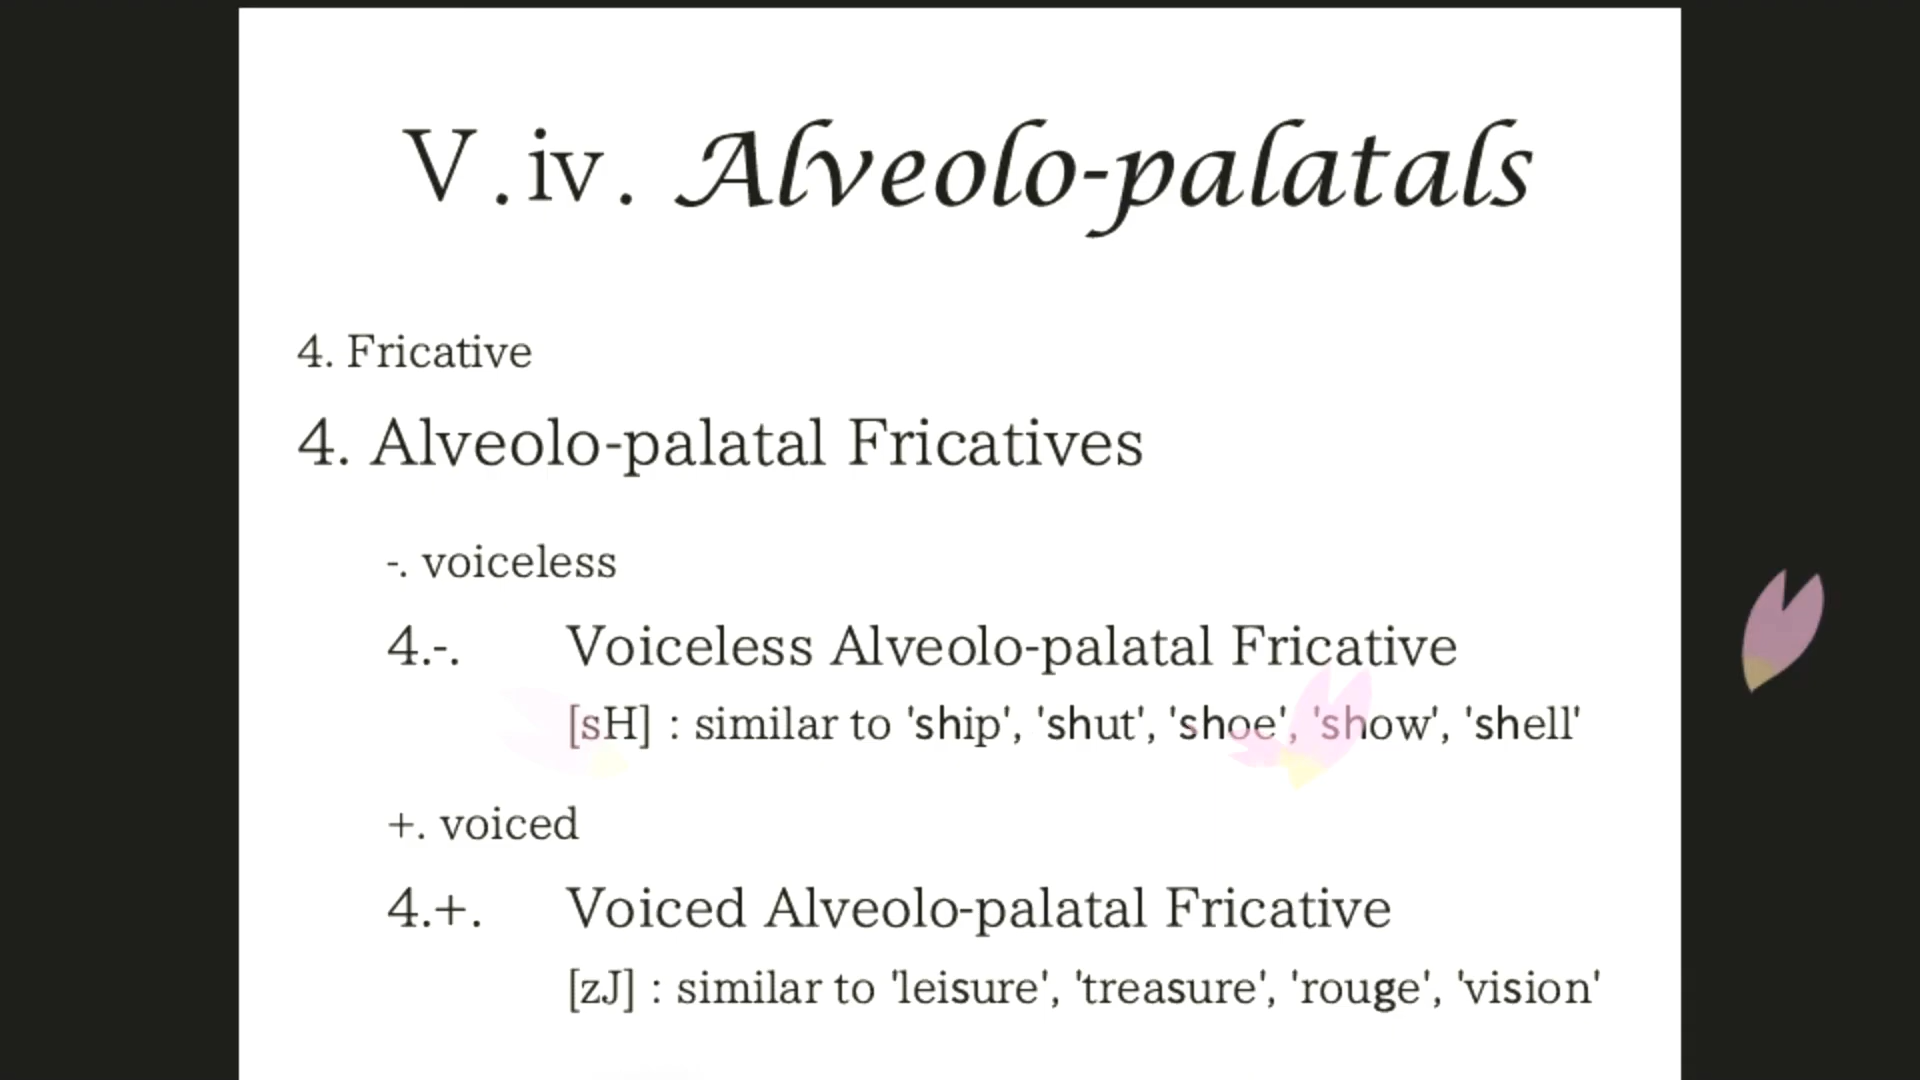 V.iv. Alveolo-palatals
4. Fricative
4. Alveolo-palatal Fricatives
-. voiceless
4.-. Voiceless Alveolo-palatal Fricative
[sH] : similar to 'ship', 'shut', 'shoe', 'show', 'shell'
+. voiced
4.+. Voiced Alveolo-palatal Fricative
[zJ] : similar to 'leisure', 'treasure', 'rouge', 'vision'